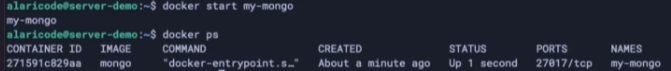 alaricode@server-demo:~$ docker start my-mongo
my-mongo
alaricode@server-demo:~$ docker ps
CONTAINER ID   IMAGE   COMMAND   CREATED   STATUS   PORTS   NAMES
271591c829aa   mongo   "docker-entrypoint.s…"   About a minute ago   Up 1 second   27017/tcp   my-mongo